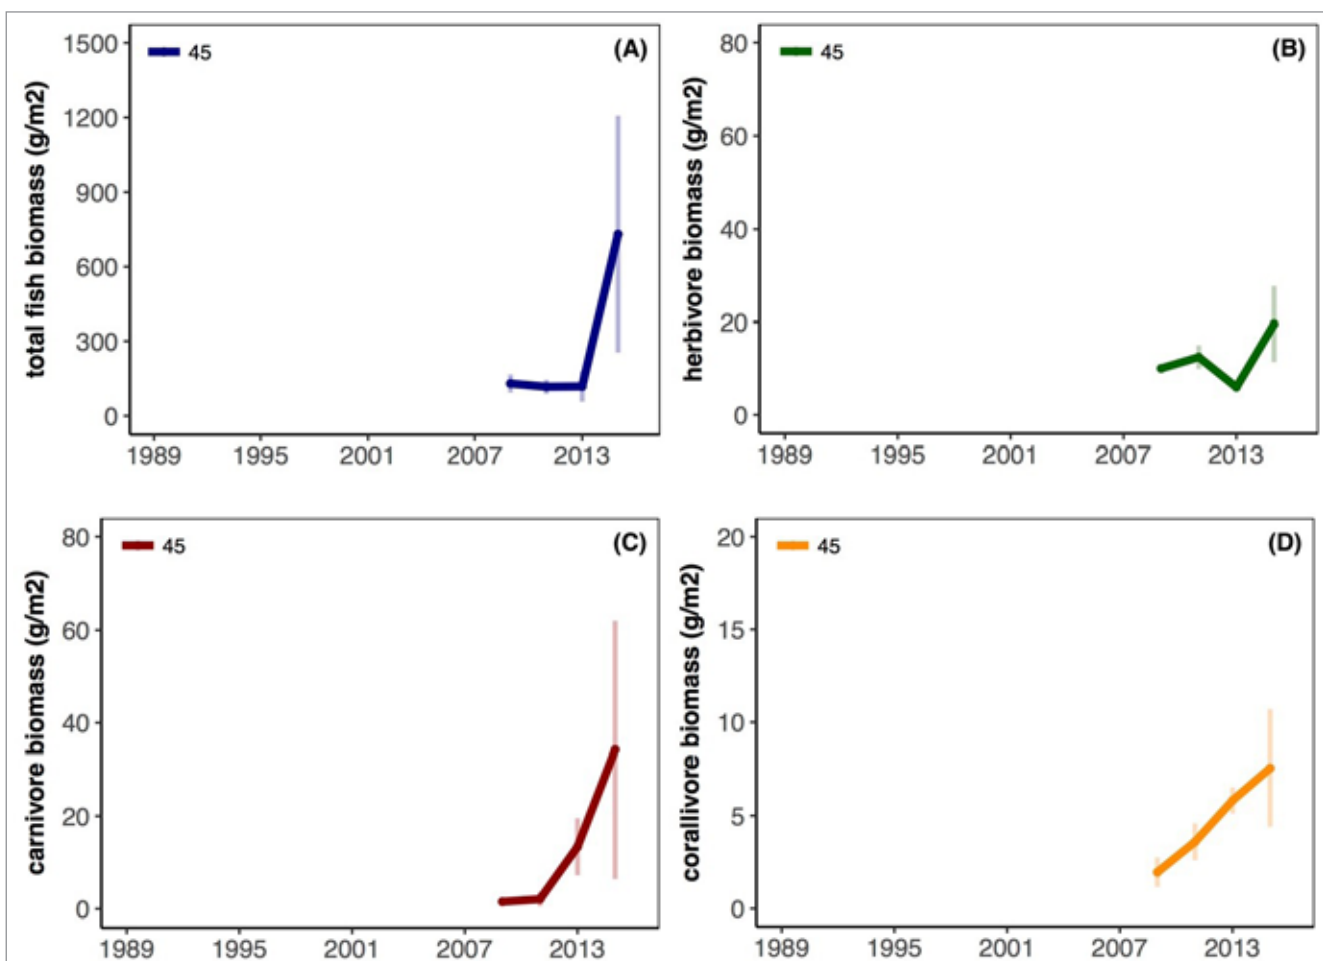 total fish biomass (g/m2)
1500
1200
900
600
300
0
45
(A)
1989 1995 2001 2007 2013
herbivore biomass (g/m2)
80
60
40
20
0
45
(B)
1989 1995 2001 2007 2013
carnivore biomass (g/m2)
80
60
40
20
0
45
(C)
1989 1995 2001 2007 2013
corallivore biomass (g/m2)
20
15
10
5
0
45
(D)
1989 1995 2001 2007 2013